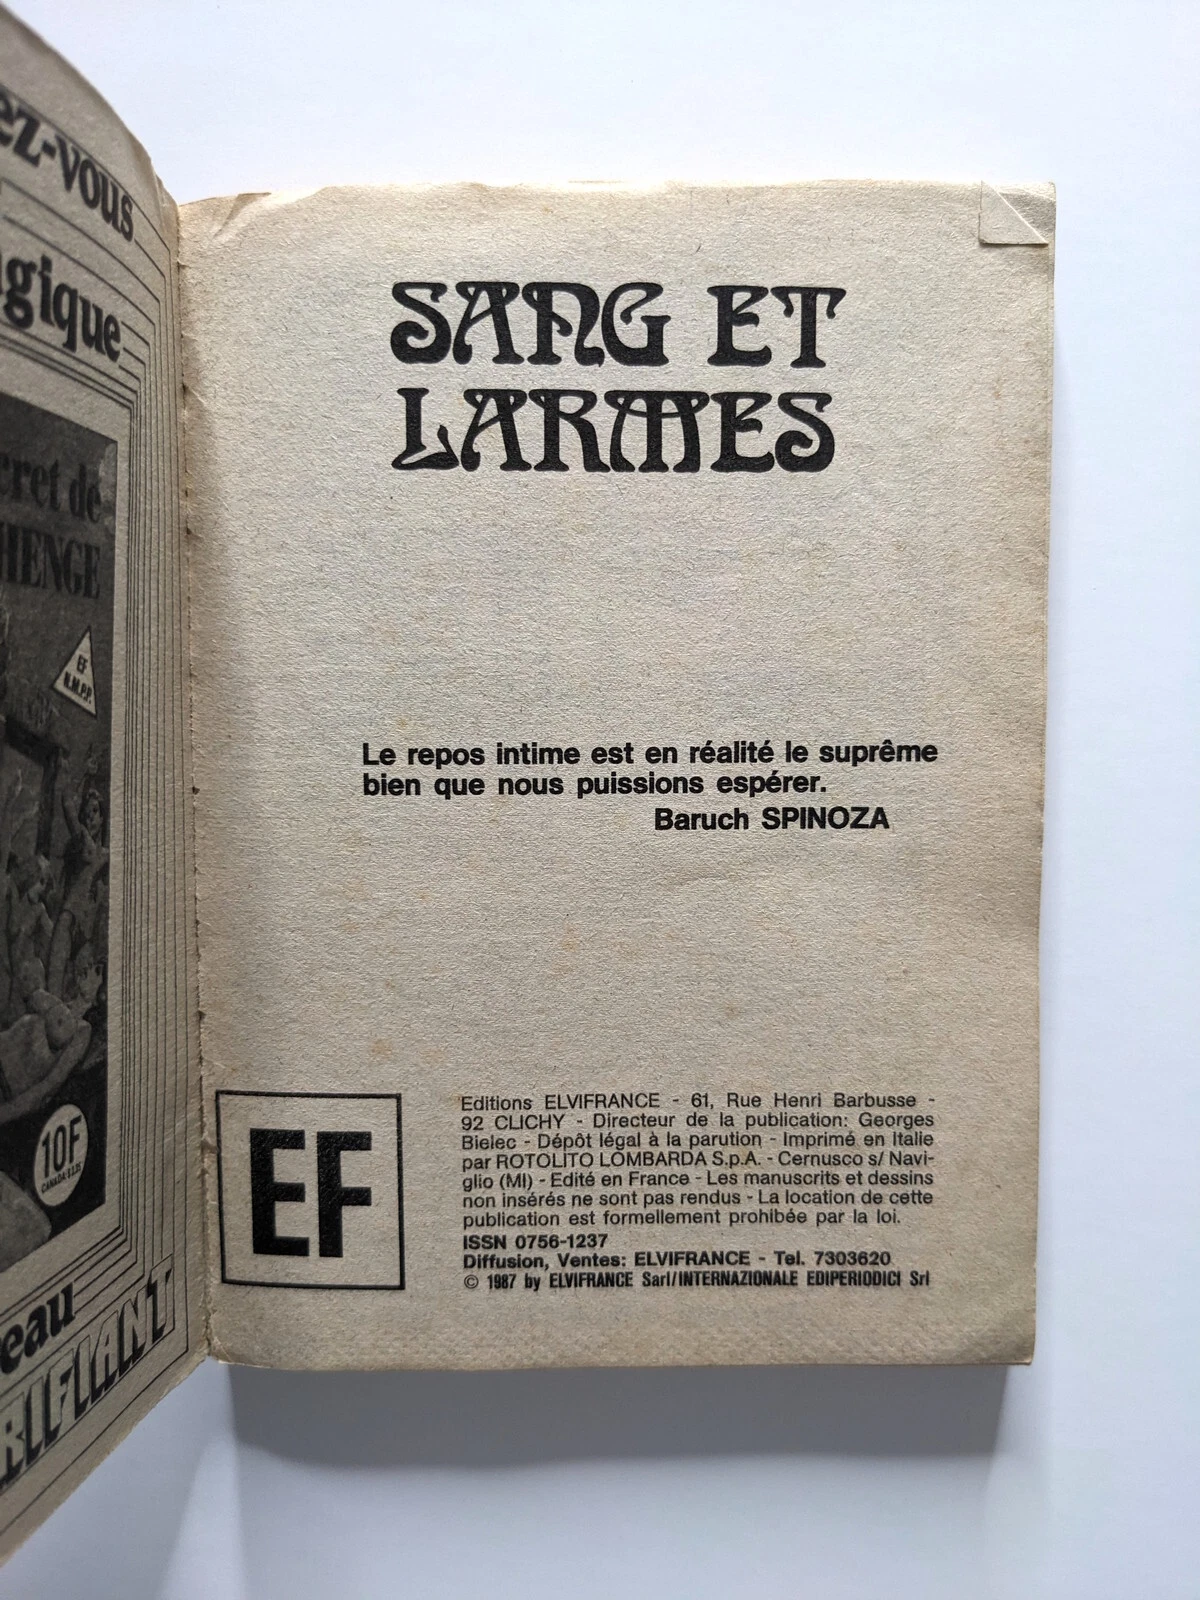 ez-vous
gique
cret de
HENGE
EF
N.M.P.P.
10F
CANADA $ 2.25
eau
RIFIANT
SANG ET
LARMES
Le repos intime est en réalité le suprême
bien que nous puissions espérer.
Baruch SPINOZA
EF
Editions ELVIFRANCE - 61, Rue Henri Barbusse -
92 CLICHY - Directeur de la publication: Georges
Bielec - Dépôt légal à la parution - Imprimé en Italie
par ROTOLITO LOMBARDA S.p.A. - Cernusco s/ Navi-
glio (MI) - Edité en France - Les manuscrits et dessins
non insérés ne sont pas rendus - La location de cette
publication est formellement prohibée par la loi.
ISSN 0756-1237
Diffusion, Ventes: ELVIFRANCE - Tel. 7303620
© 1987 by ELVIFRANCE Sarl/INTERNAZIONALE EDIPERIODICI Srl